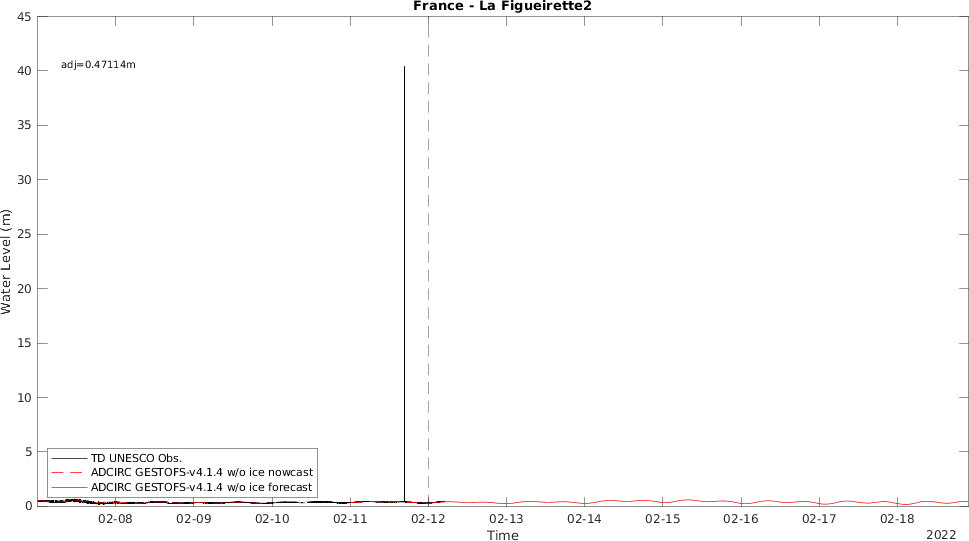 France - La Figueirette2
45
40
35
30
25
20
15
10
5
0
adj=0.47114m
Water Level (m)
TD UNESCO Obs.
ADCIRC GESTOFS-v4.1.4 w/o ice nowcast
ADCIRC GESTOFS-v4.1.4 w/o ice forecast
02-08 02-09 02-10 02-11 02-12 02-13 02-14 02-15 02-16 02-17 02-18
Time
2022